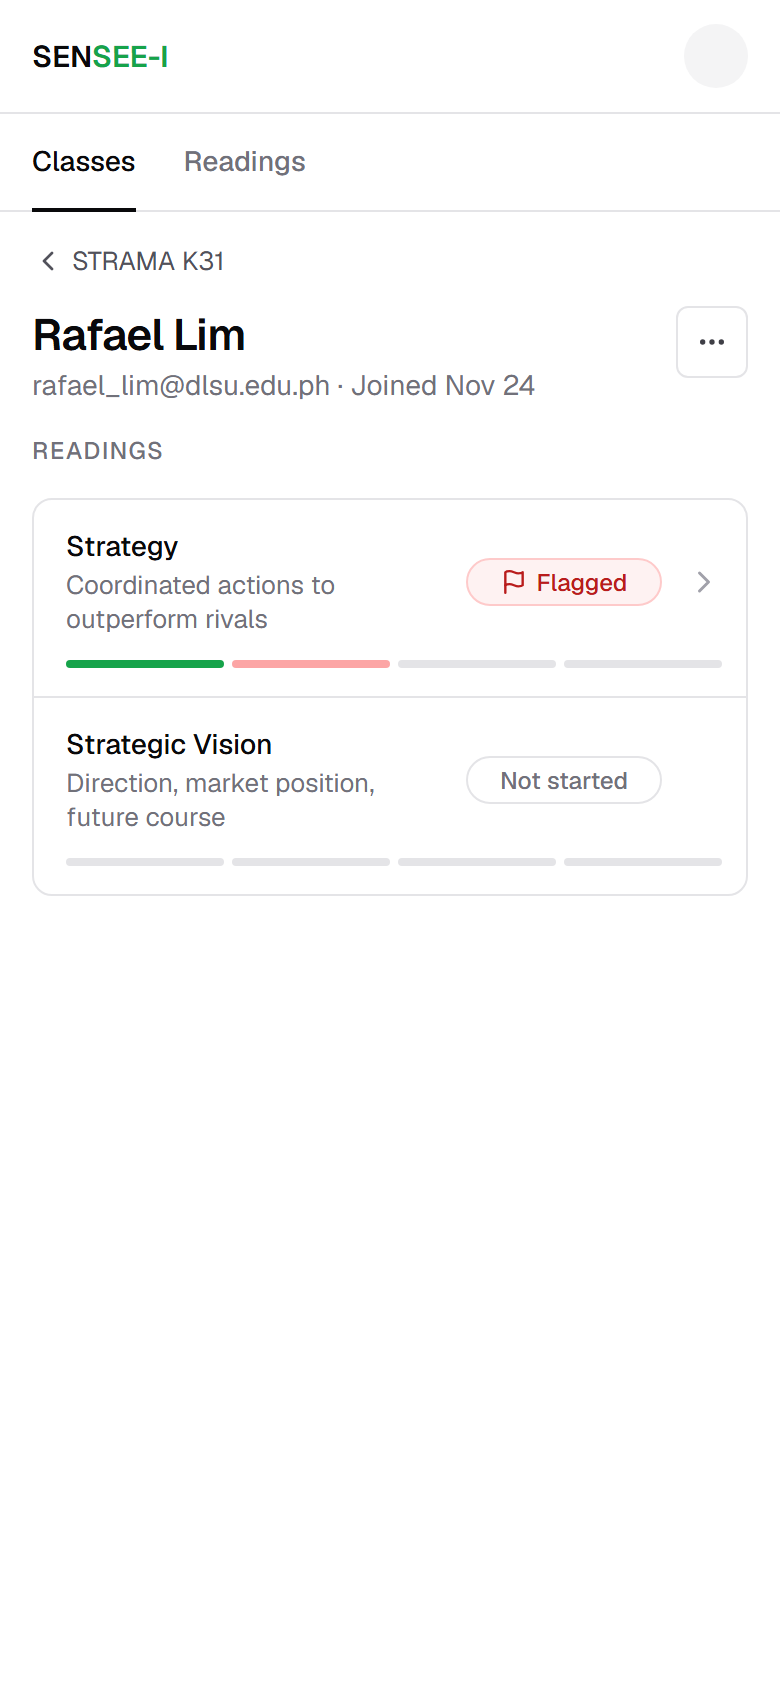 SENSEE-I
Classes Readings
STRAMA K31
Rafael Lim
rafael_lim@dlsu.edu.ph · Joined Nov 24
READINGS
Strategy
Coordinated actions to
outperform rivals
Flagged
Strategic Vision
Direction, market position,
future course
Not started